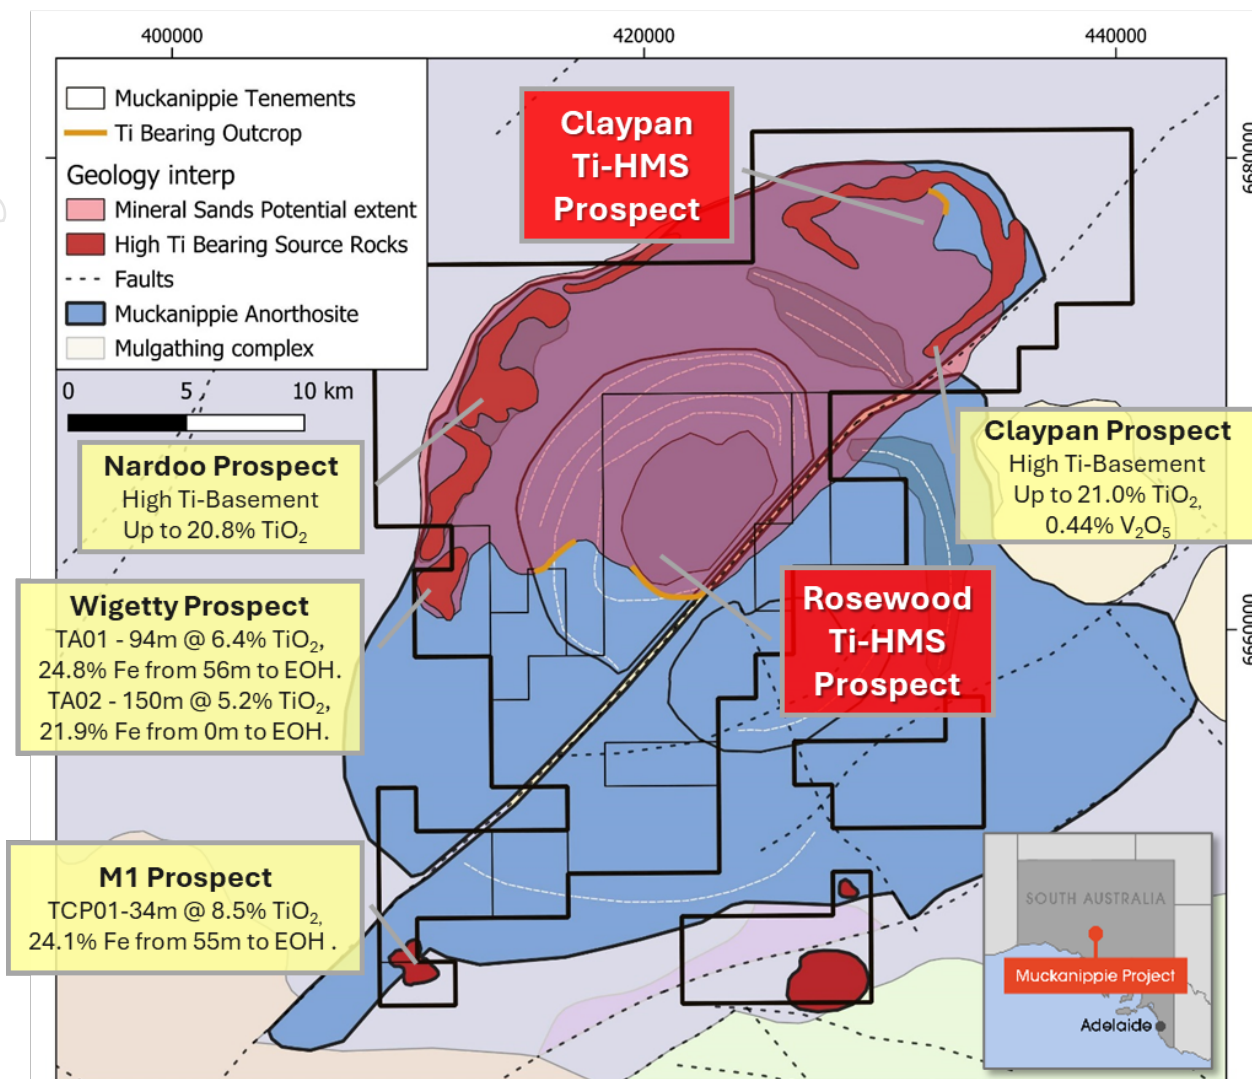 400000
420000
440000
6680000
6660000
Muckanippie Tenements
Ti Bearing Outcrop
Geology interp
Mineral Sands Potential extent
High Ti Bearing Source Rocks
Faults
Muckanippie Anorthosite
Mulgathing complex
0 5 10 km
Claypan
Ti-HMS
Prospect
Nardoo Prospect
High Ti-Basement
Up to 20.8% TiO₂
Claypan Prospect
High Ti-Basement
Up to 21.0% TiO₂,
0.44% V₂O₅
Wigetty Prospect
TA01 - 94m @ 6.4% TiO₂,
24.8% Fe from 56m to EOH.
TA02 - 150m @ 5.2% TiO₂,
21.9% Fe from 0m to EOH.
Rosewood
Ti-HMS
Prospect
M1 Prospect
TCP01-34m @ 8.5% TiO₂,
24.1% Fe from 55m to EOH .
SOUTH AUSTRALIA
Muckanippie Project
Adelaide